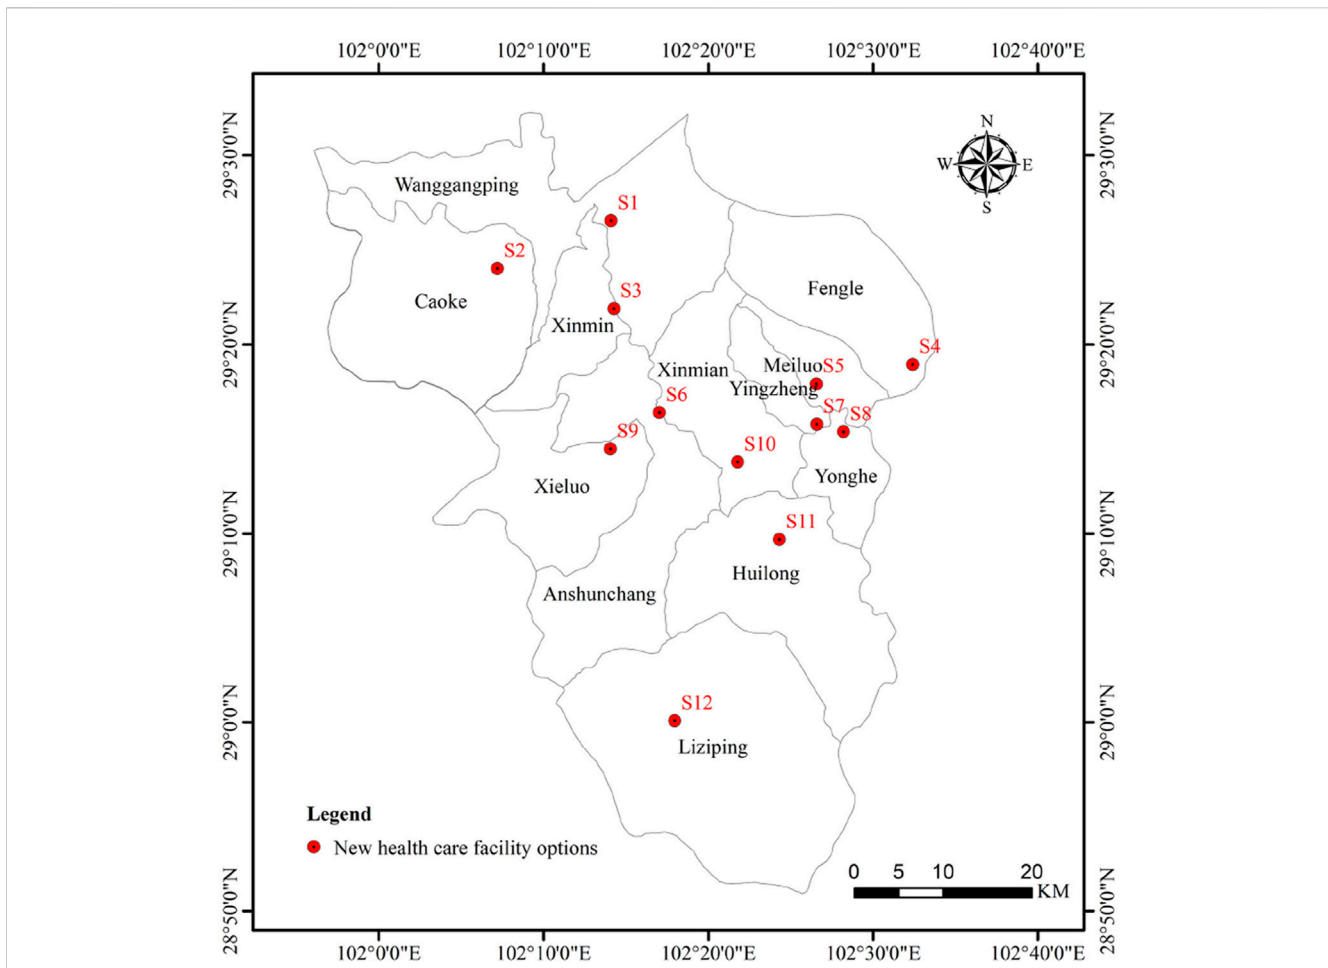 102°0'0"E 102°10'0"E 102°20'0"E 102°30'0"E 102°40'0"E
29°30'0"N
29°20'0"N
29°10'0"N
29°0'0"N
28°50'0"N
N
W E
S
Wanggangping
S1
S2
Fengle
Caoke
S3
Xinmin
S4
Meiluo S5
Xinmian
Yingzheng
S6
S7 S8
S9
S10
Yonghe
Xieluo
S11
Huilong
Anshunchang
S12
Liziping
Legend
New health care facility options
0 5 10 20
KM
29°30'0"N
29°20'0"N
29°10'0"N
29°0'0"N
28°50'0"N
102°0'0"E 102°10'0"E 102°20'0"E 102°30'0"E 102°40'0"E